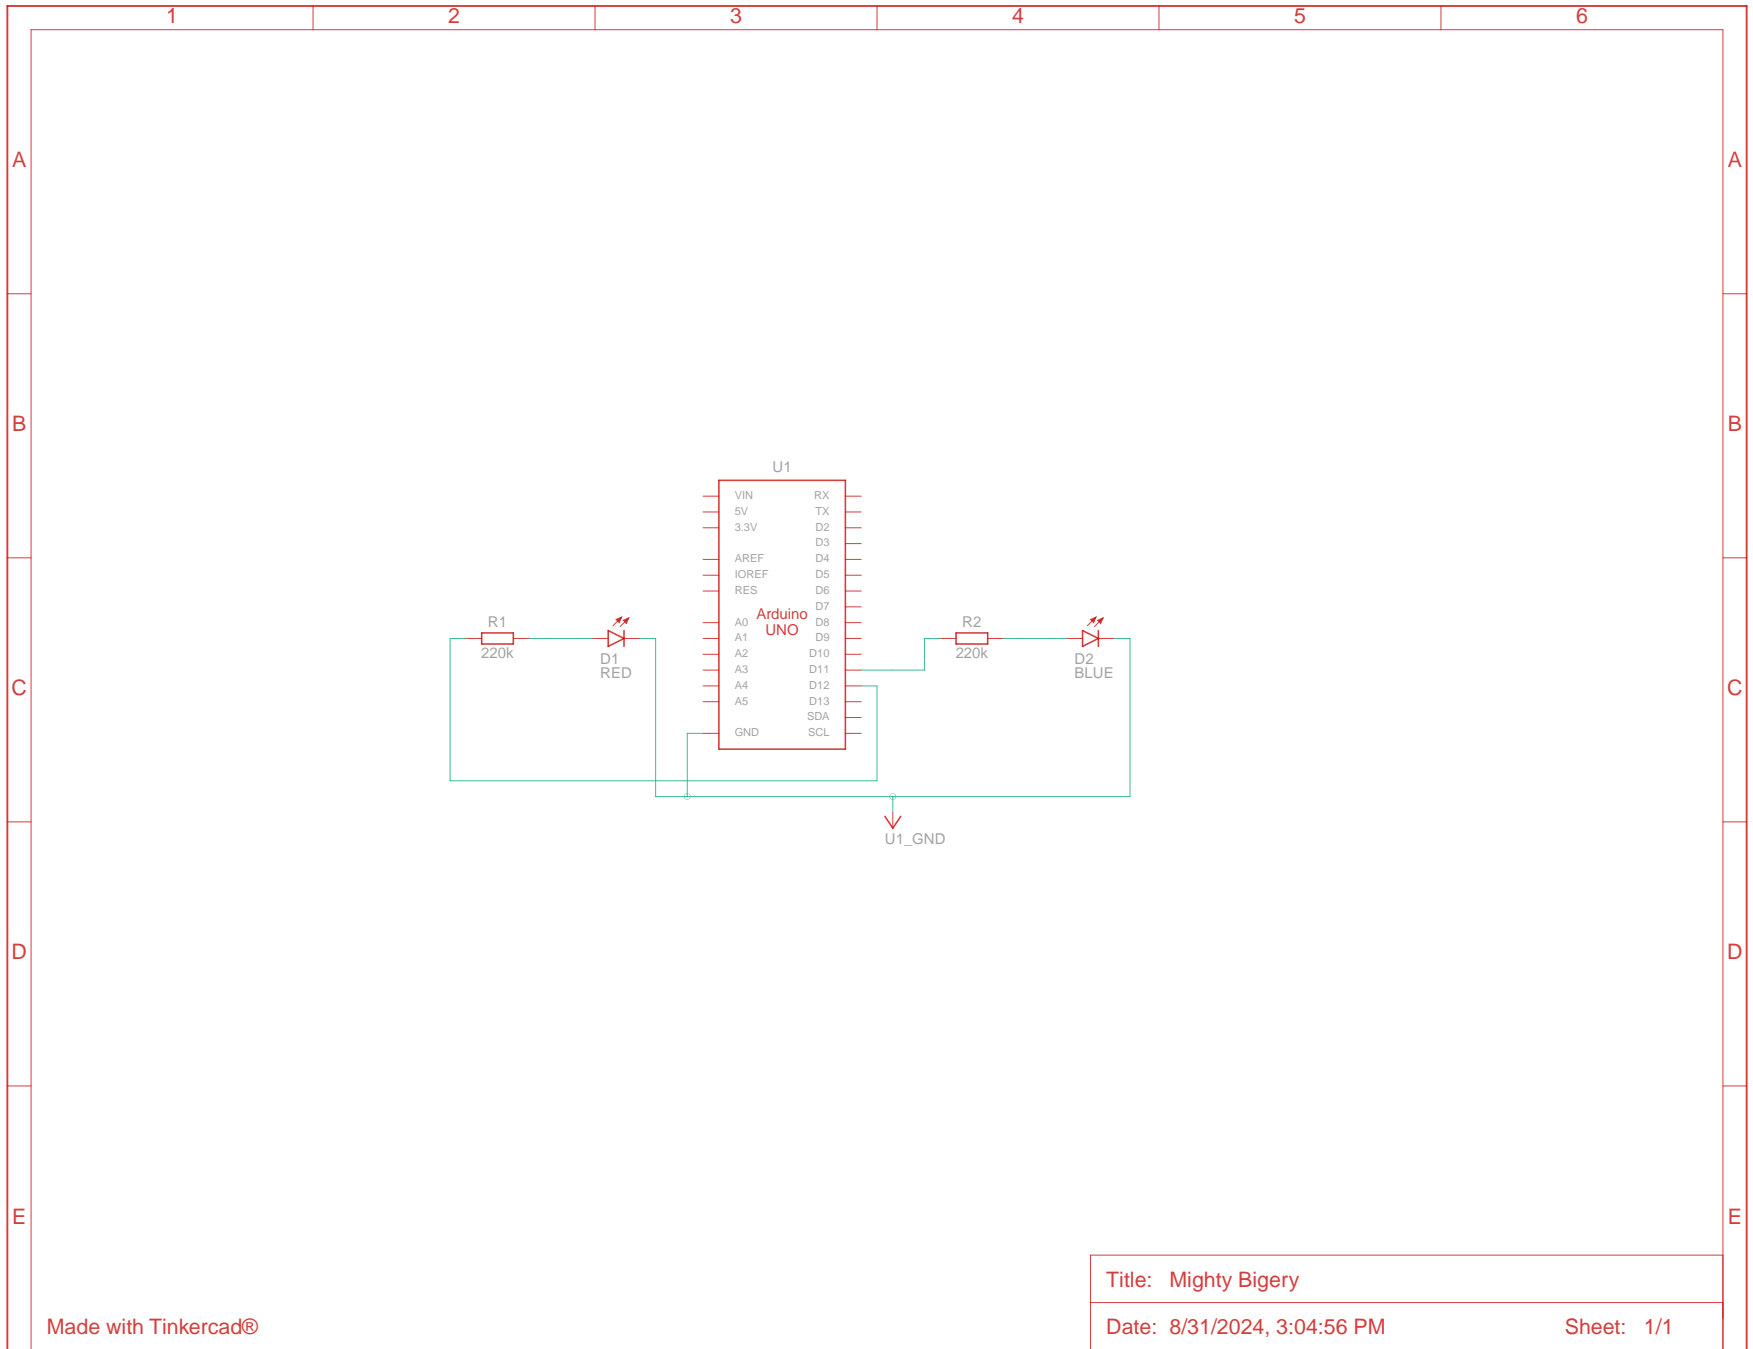 1 2 3 4 5 6
A A
B B
U1
VIN RX
5V TX
3.3V D2
D3
AREF D4
IOREF D5
RES D6
D7
Arduino
UNO
A0 D8
A1 D9
A2 D10
A3 D11
A4 D12
A5 D13
SDA
GND SCL
R1
220k
D1
RED
R2
220k
D2
BLUE
C C
U1_GND
D D
E E
Title: Mighty Bigery
Made with Tinkercad®
Date: 8/31/2024, 3:04:56 PM Sheet: 1/1